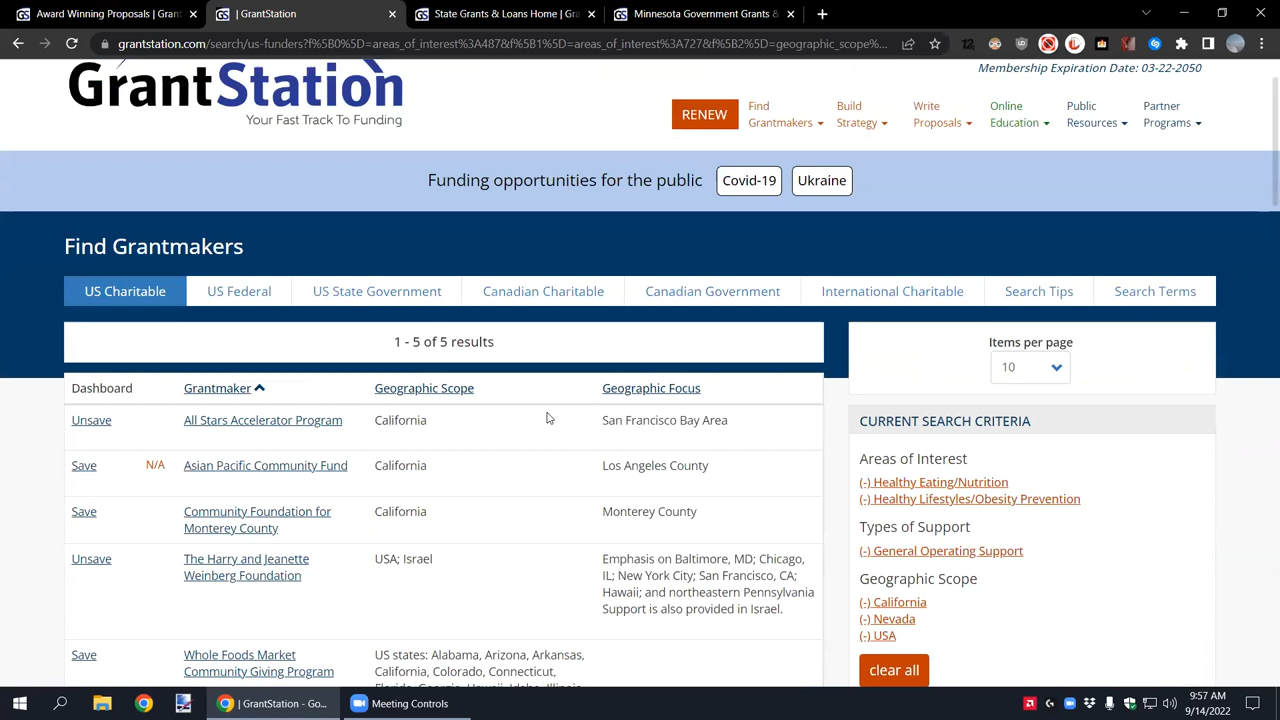 Award Winning Proposals | Grant
| GrantStation
State Grants & Loans Home | Gra
Minnesota Government Grants &
grantstation.com/search/us-funders?f%5B0%5D=areas_of_interest%3A487&f%5B1%5D=areas_of_interest%3A727&f%5B2%5D=geographic_scope%...
GrantStation
Your Fast Track To Funding
Membership Expiration Date: 03-22-2050
RENEW
Find Grantmakers
Build Strategy
Write Proposals
Online Education
Public Resources
Partner Programs
Funding opportunities for the public
Covid-19
Ukraine
Find Grantmakers
US Charitable
US Federal
US State Government
Canadian Charitable
Canadian Government
International Charitable
Search Tips
Search Terms
1 - 5 of 5 results
Items per page
10
Dashboard Grantmaker Geographic Scope Geographic Focus
Unsave All Stars Accelerator Program California San Francisco Bay Area
Save N/A Asian Pacific Community Fund California Los Angeles County
Save Community Foundation for California Monterey County
Monterey County
Unsave The Harry and Jeanette USA; Israel Emphasis on Baltimore, MD; Chicago,
Weinberg Foundation IL; New York City; San Francisco, CA;
Hawaii; and northeastern Pennsylvania
Support is also provided in Israel.
Save Whole Foods Market US states: Alabama, Arizona, Arkansas,
Community Giving Program California, Colorado, Connecticut,
CURRENT SEARCH CRITERIA
Areas of Interest
(-) Healthy Eating/Nutrition
(-) Healthy Lifestyles/Obesity Prevention
Types of Support
(-) General Operating Support
Geographic Scope
(-) California
(-) Nevada
(-) USA
clear all
| GrantStation - Go...
Meeting Controls
9:57 AM
9/14/2022